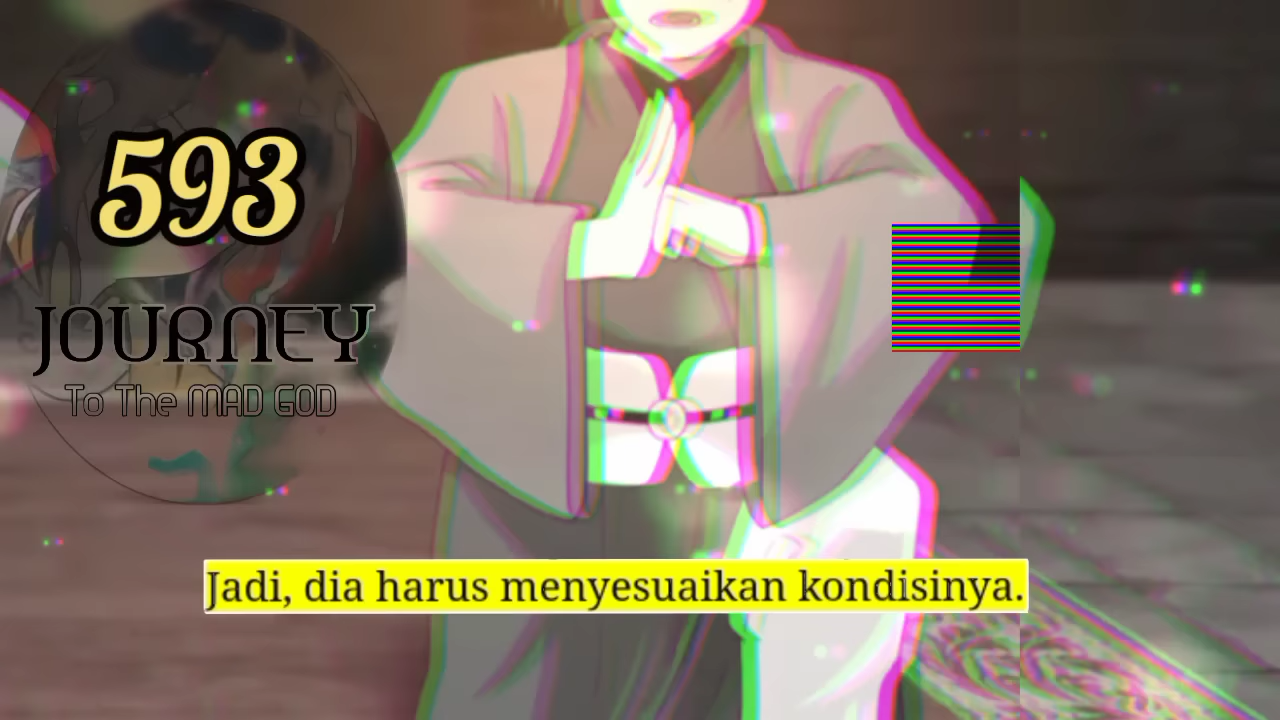 593
JOURNEY
To The MAD GOD
Jadi, dia harus menyesuaikan kondisinya.